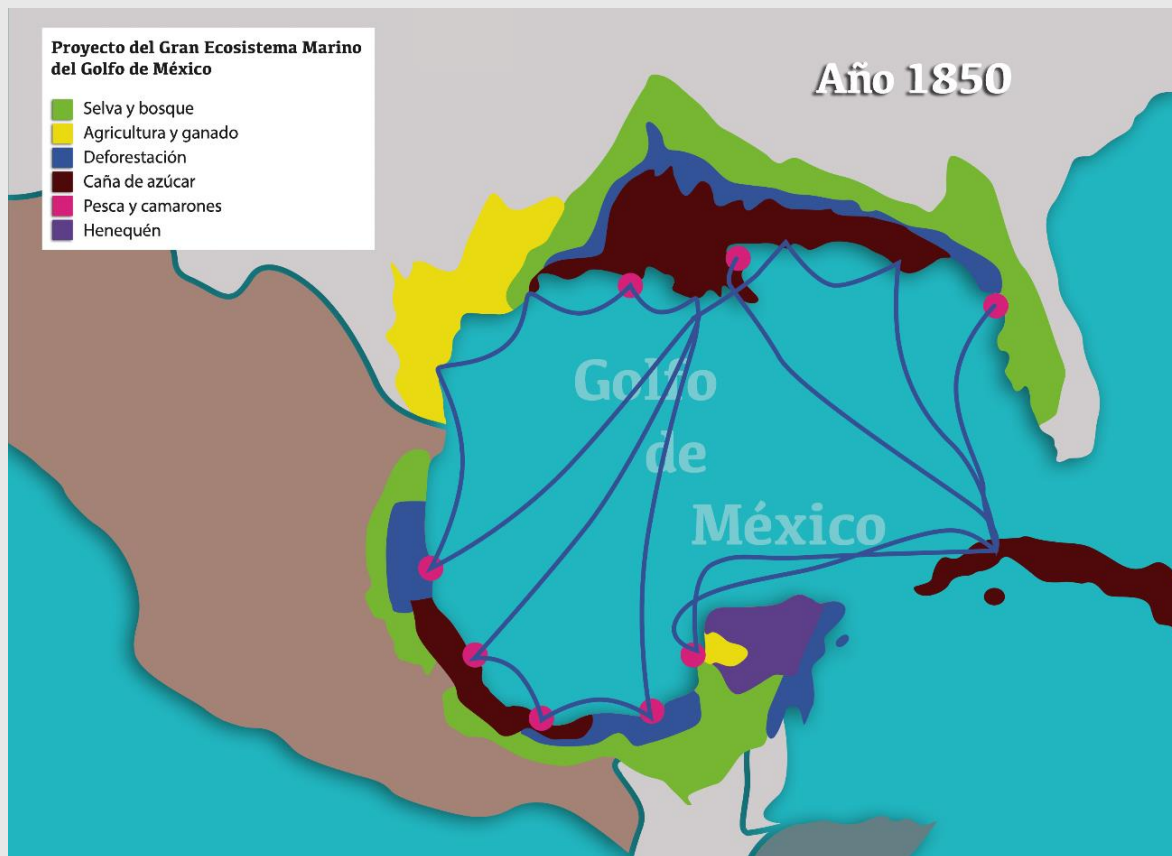 Proyecto del Gran Ecosistema Marino
del Golfo de México
Selva y bosque
Agricultura y ganado
Deforestación
Caña de azúcar
Pesca y camarones
Henequén
Año 1850
Golfo
de
México